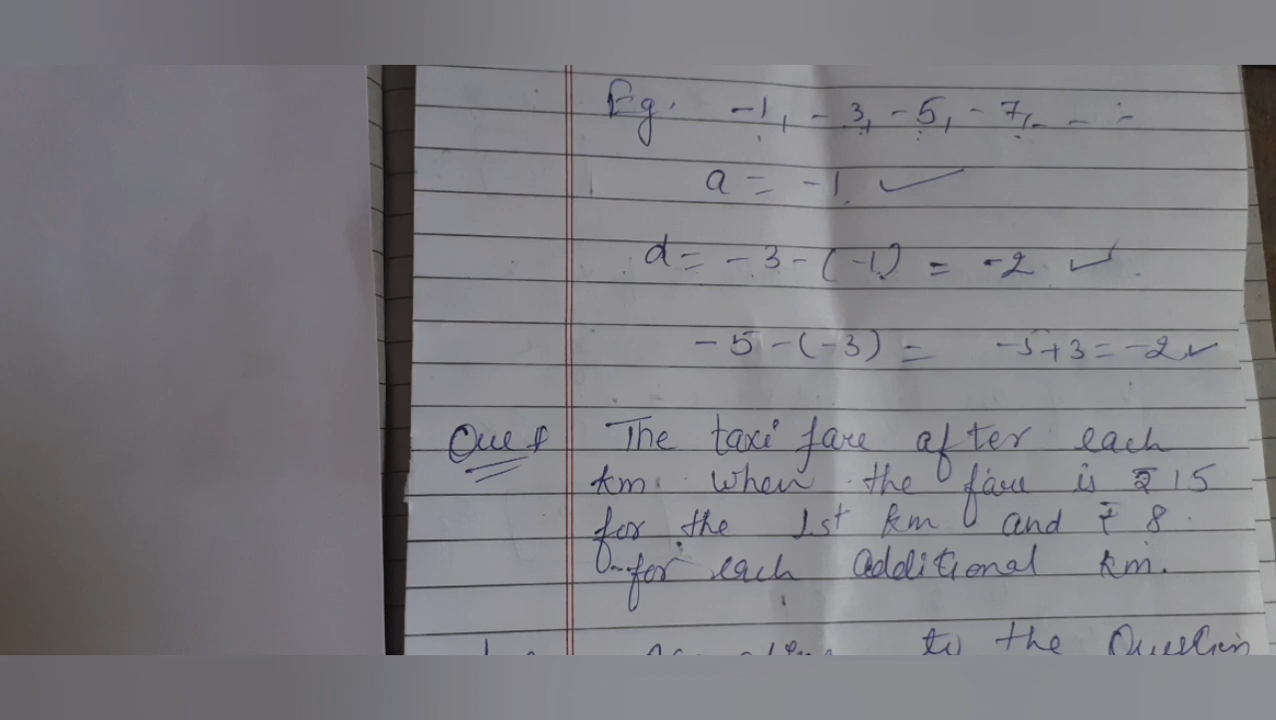 Eg. -1, -3, -5, -7, - - -
a = -1 ✓
d = -3-(-1) = -2 ✓
-5-(-3) = -5+3 = -2 ✓
Ques The taxi fare after each
km when the fare is ₹ 15
for the 1st km and ₹ 8
for each additional km.
to the Question